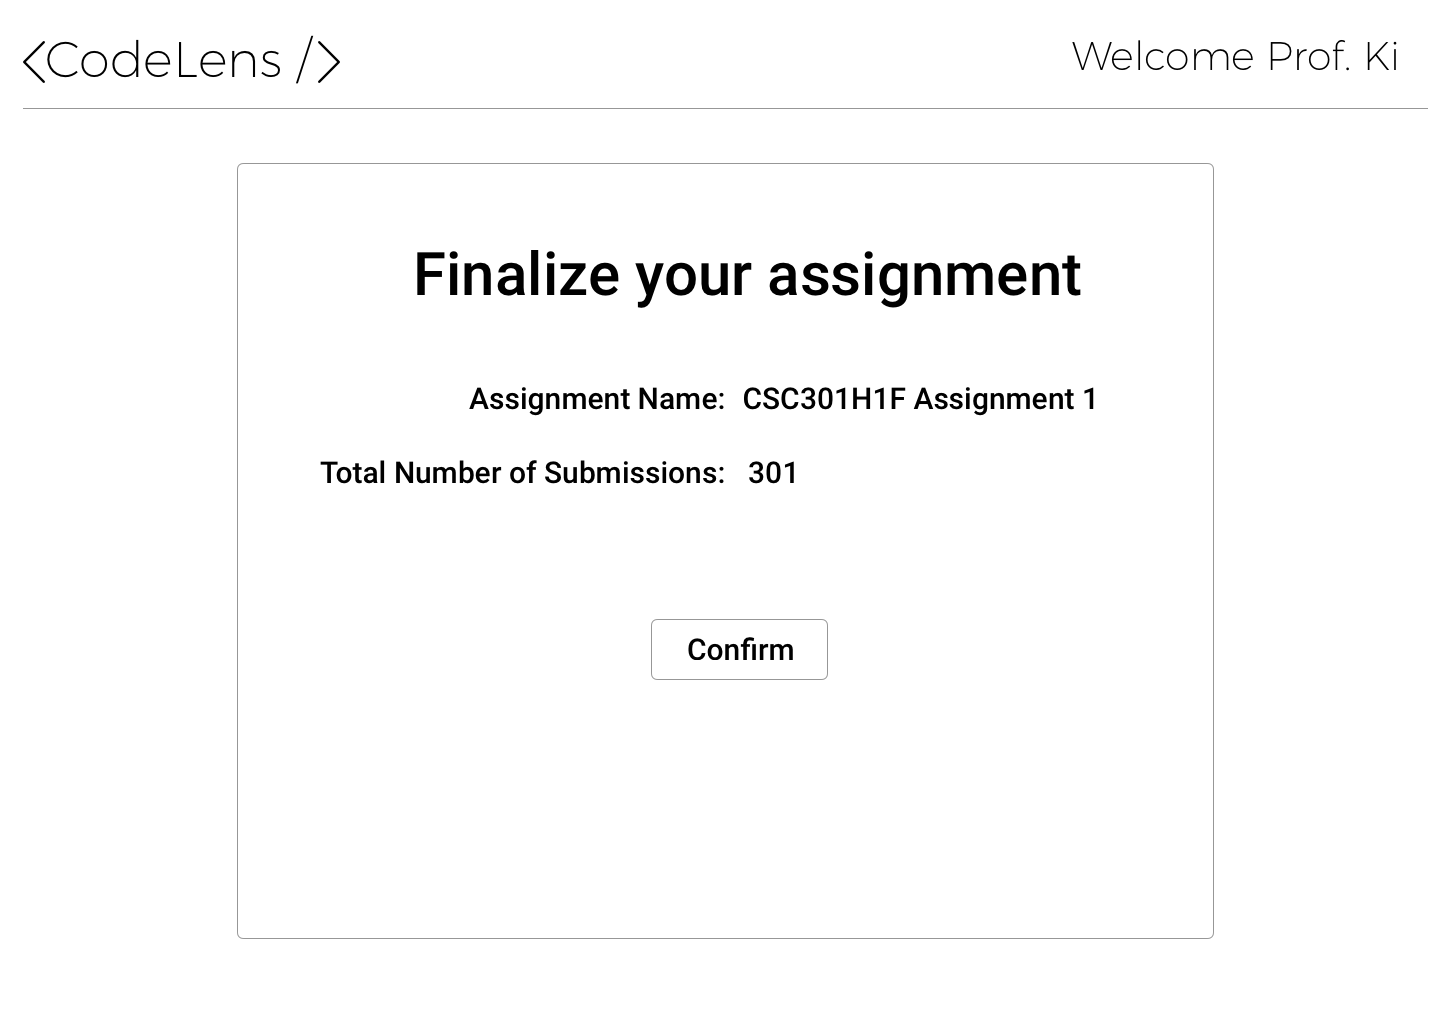 <CodeLens />
Welcome Prof. Ki
Finalize your assignment
Assignment Name: CSC301H1F Assignment 1
Total Number of Submissions: 301
Confirm